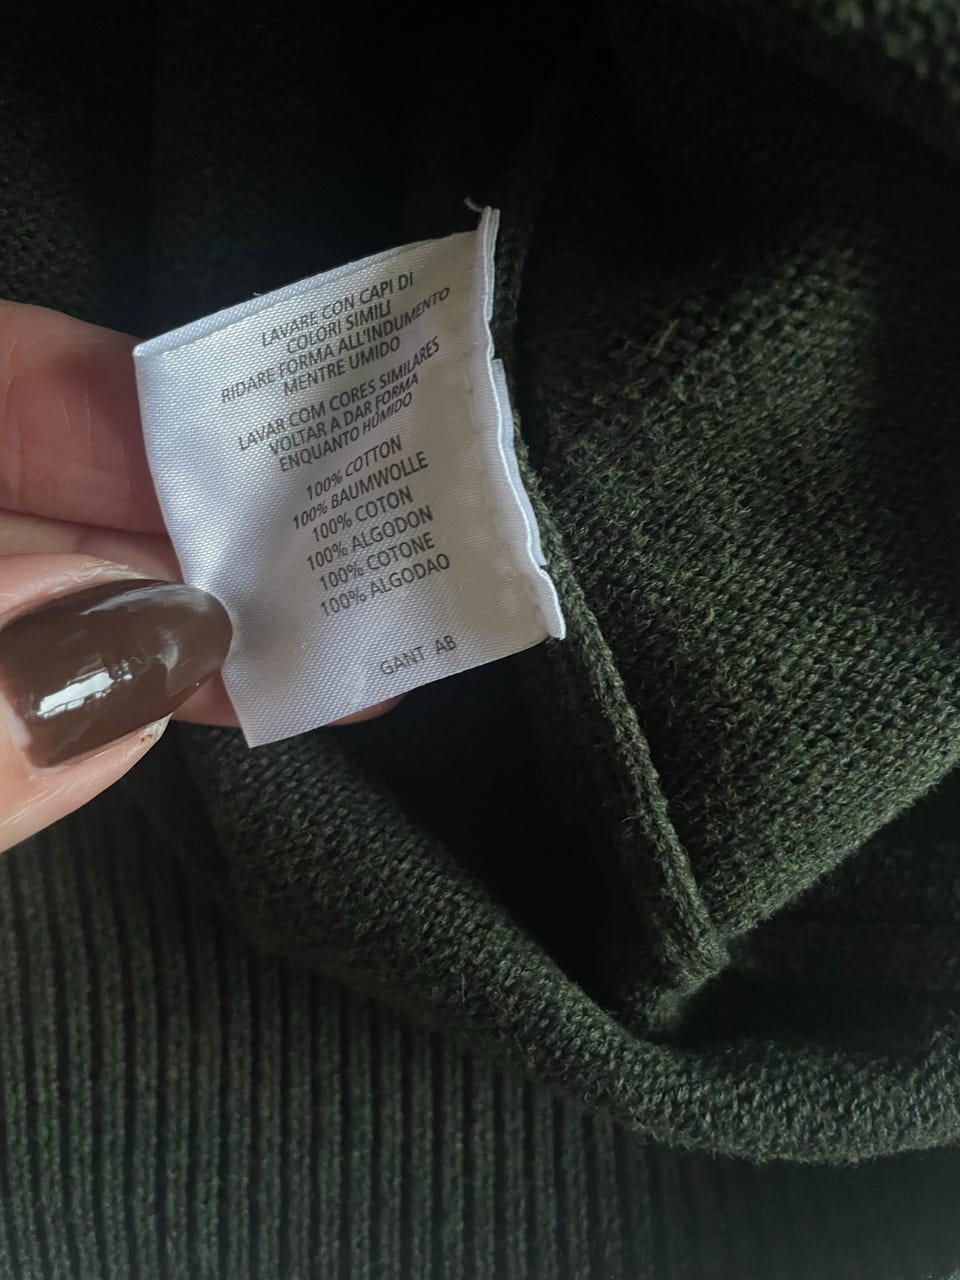 LAVARE CON CAPI DI
COLORI SIMILI
RIDARE FORMA ALL'INDUMENTO
MENTRE UMIDO
LAVAR COM CORES SIMILARES
VOLTAR A DAR FORMA
ENQUANTO HÚMIDO
100% COTTON
100% BAUMWOLLE
100% COTON
100% ALGODON
100% COTONE
100% ALGODAO
GANT AB